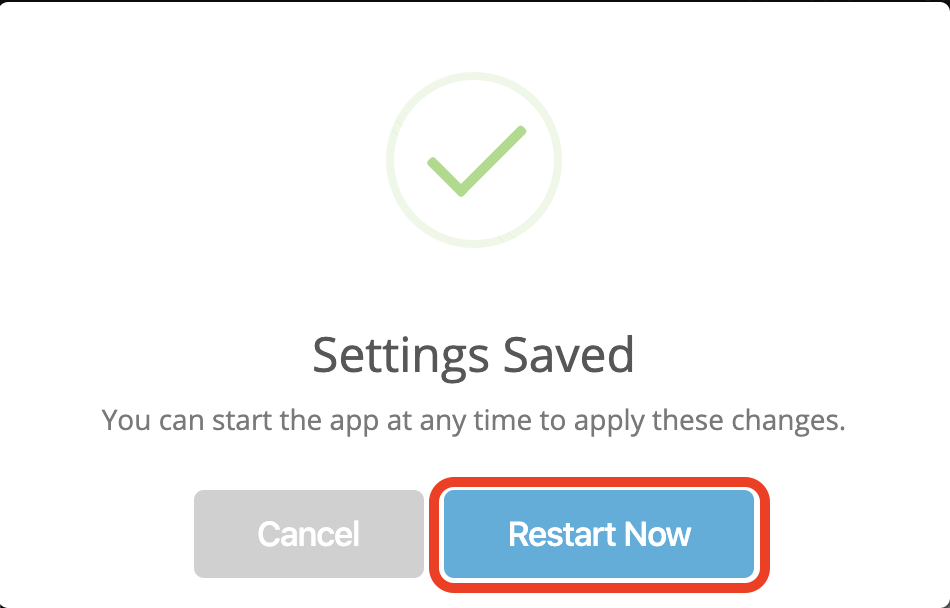 Settings Saved
You can start the app at any time to apply these changes.
Cancel
Restart Now